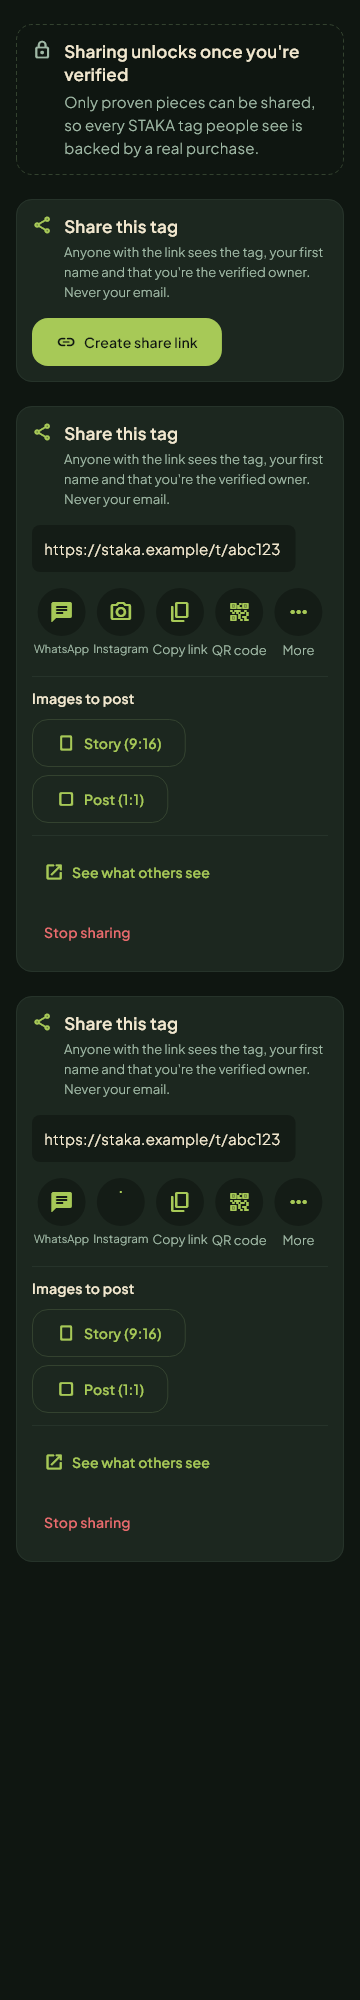 Sharing unlocks once you're
verified
Only proven pieces can be shared,
so every STAKA tag people see is
backed by a real purchase.
Share this tag
Anyone with the link sees the tag, your first
name and that you're the verified owner.
Never your email.
Create share link
Share this tag
Anyone with the link sees the tag, your first
name and that you're the verified owner.
Never your email.
https://staka.example/t/abc123
WhatsApp Instagram Copy link QR code More
Images to post
Story (9:16)
Post (1:1)
See what others see
Stop sharing
Share this tag
Anyone with the link sees the tag, your first
name and that you're the verified owner.
Never your email.
https://staka.example/t/abc123
WhatsApp Instagram Copy link QR code More
Images to post
Story (9:16)
Post (1:1)
See what others see
Stop sharing